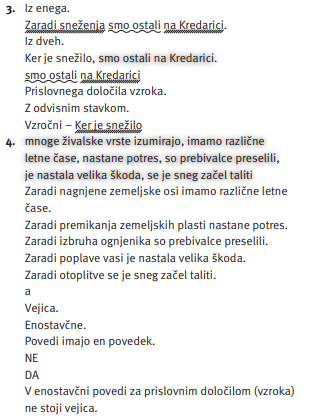 3. Iz enega.
Zaradi sneženja smo ostali na Kredarici.
Iz dveh.
Ker je snežilo, smo ostali na Kredarici.
smo ostali na Kredarici
Prislovnega določila vzroka.
Z odvisnim stavkom.
Vzročni – Ker je snežilo
4. mnoge živalske vrste izumirajo, imamo različne
letne čase, nastane potres, so prebivalce preselili,
je nastala velika škoda, se je sneg začel taliti
Zaradi nagnjene zemeljske osi imamo različne letne
čase.
Zaradi premikanja zemeljskih plasti nastane potres.
Zaradi izbruha ognjenika so prebivalce preselili.
Zaradi poplave vasi je nastala velika škoda.
Zaradi otoplitve se je sneg začel taliti.
a
Vejica.
Enostavčne.
Povedi imajo en povedek.
NE
DA
V enostavčni povedi za prislovnim določilom (vzroka)
ne stoji vejica.